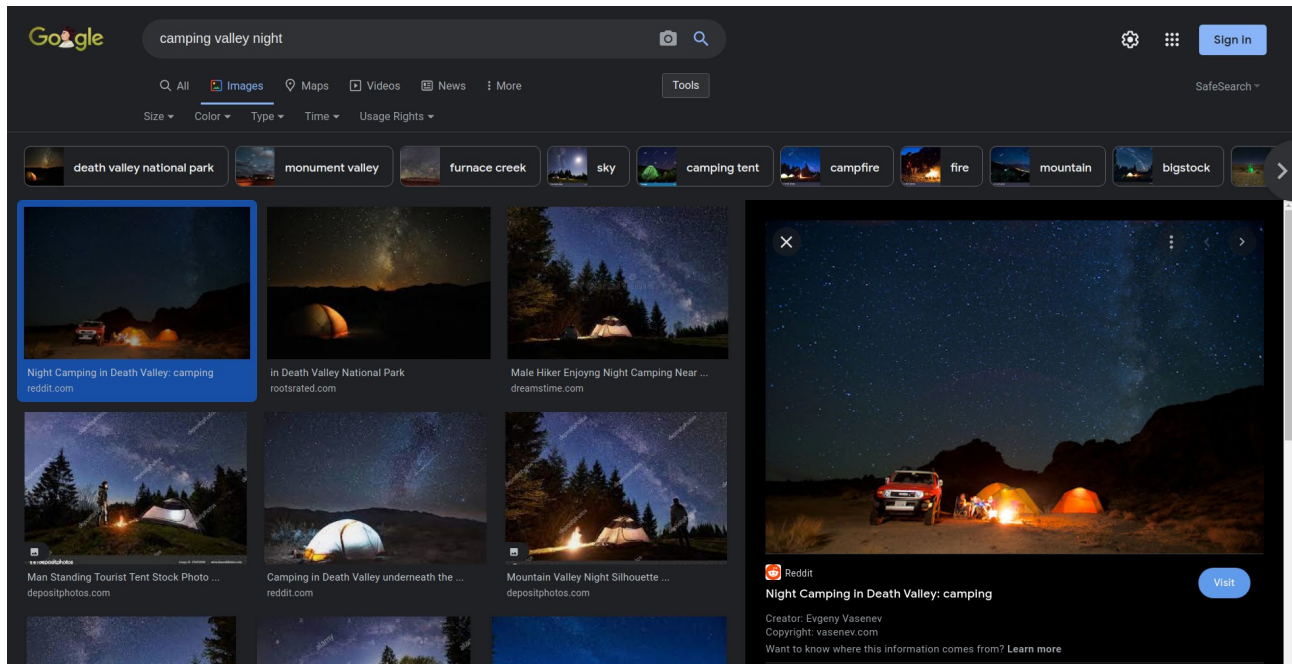 Google
camping valley night
Sign in
All
Images
Maps
Videos
News
More
Tools
SafeSearch
Size
Color
Type
Time
Usage Rights
death valley national park
monument valley
furnace creek
sky
camping tent
campfire
fire
mountain
bigstock
Night Camping in Death Valley: camping
reddit.com
in Death Valley National Park
rootsrated.com
Male Hiker Enjoyng Night Camping Near ...
dreamstime.com
depositphotos
Man Standing Tourist Tent Stock Photo ...
depositphotos.com
Camping in Death Valley underneath the ...
reddit.com
Mountain Valley Night Silhouette ...
depositphotos.com
alamy
Reddit
Visit
Night Camping in Death Valley: camping
Creator: Evgeny Vasenev
Copyright: vasenev.com
Want to know where this information comes from? Learn more